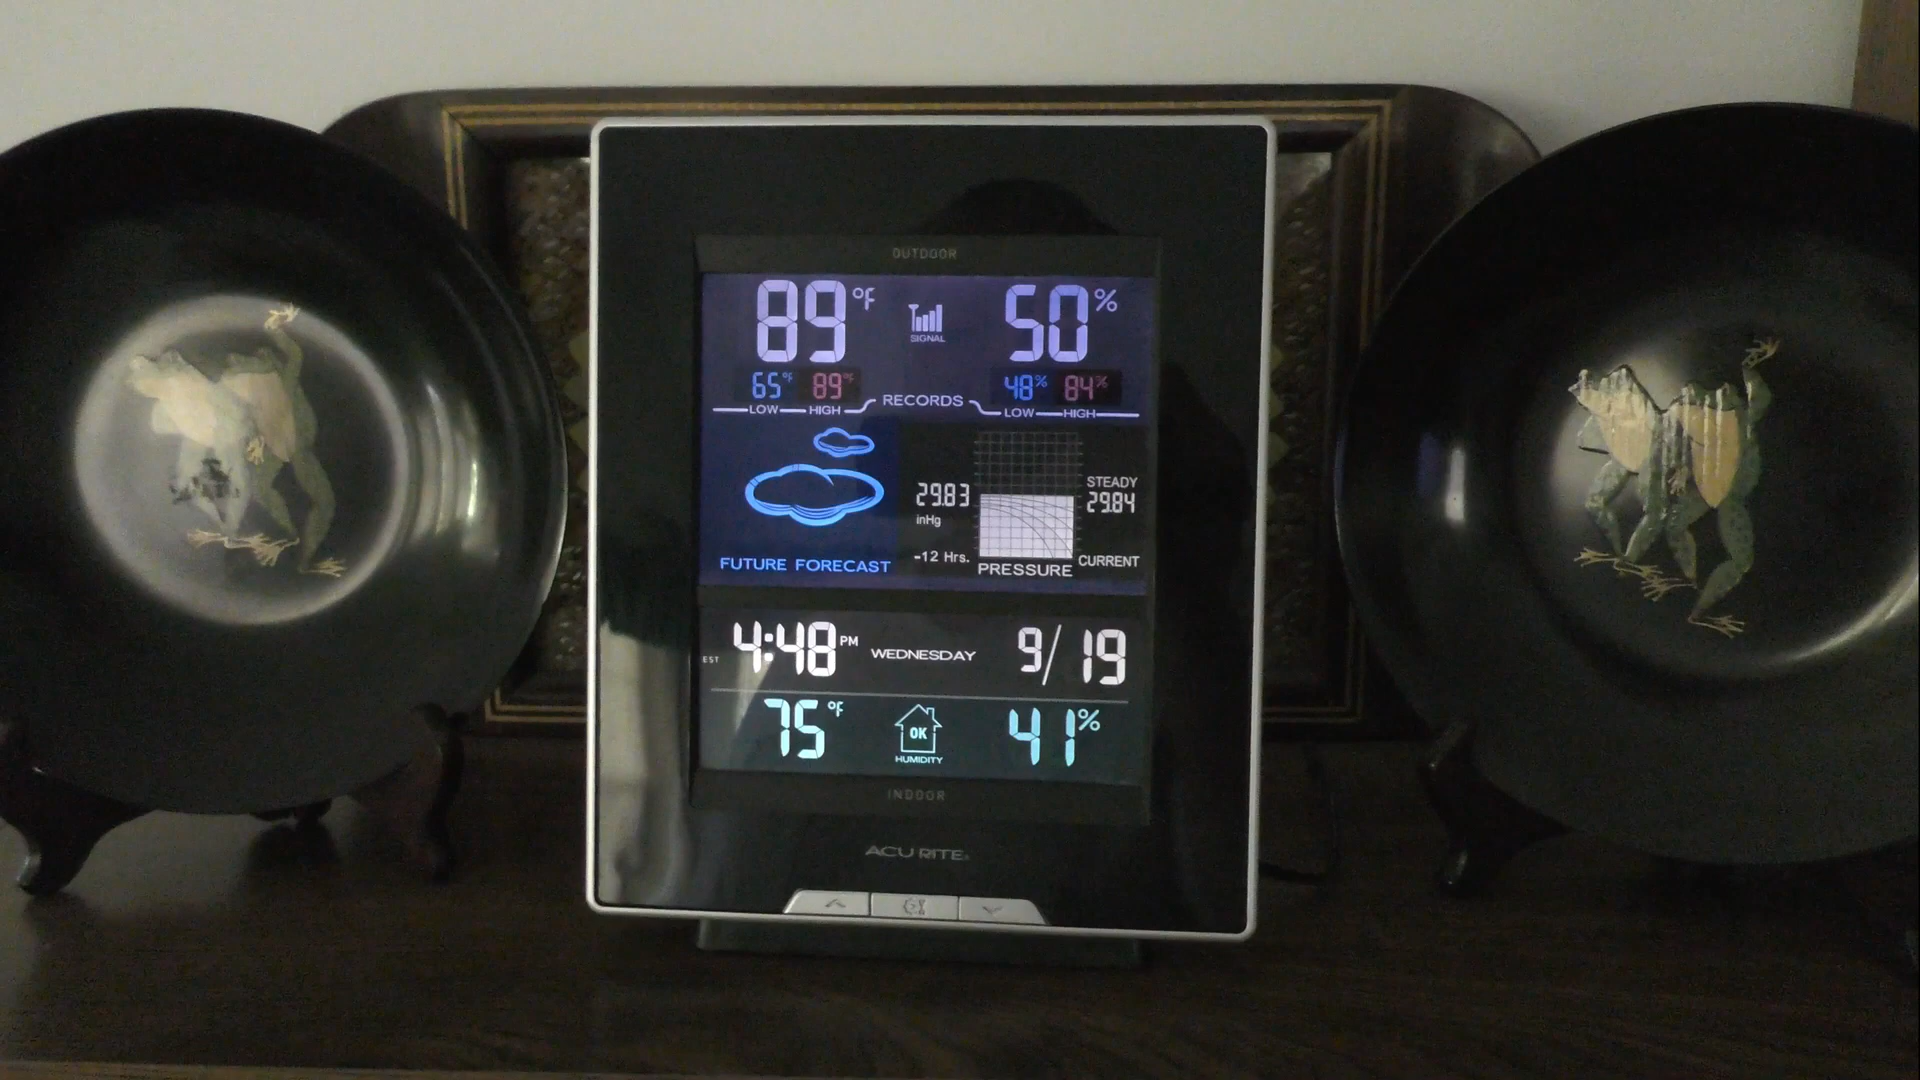 OUTDOOR
89°F SIGNAL 50%
65°F 89°F RECORDS 48% 84%
LOW HIGH LOW HIGH
29.83 STEADY
inHg 29.84
-12 Hrs. CURRENT
FUTURE FORECAST PRESSURE
EST 4:48 PM WEDNESDAY 9/19
75°F OK 41%
HUMIDITY
INDOOR
ACURITE